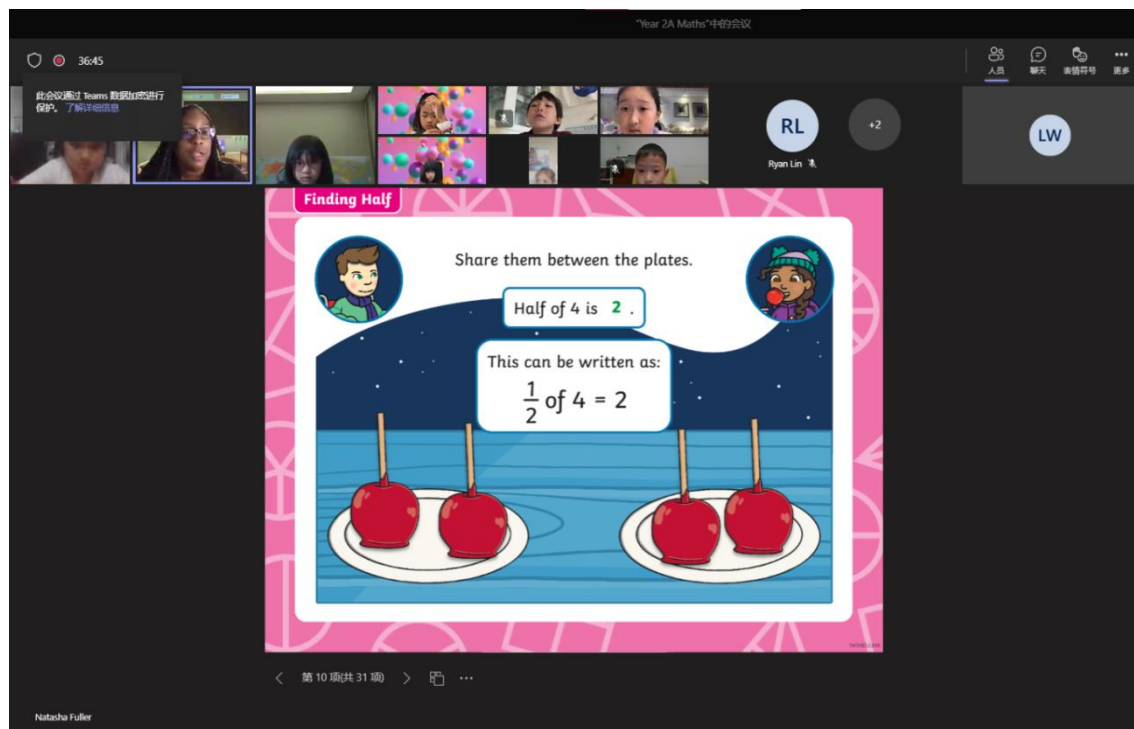 "Year 2A Maths"中的会议
36:45
人员
聊天
表情符号
更多
此会议通过 Teams 数据加密进行
保护。 了解详细信息
RL
Ryan Lin
+2
LW
Finding Half
Share them between the plates.
Half of 4 is 2 .
This can be written as:
1/2 of 4 = 2
twinkl.com
第 10 项(共 31 项)
Natasha Fuller